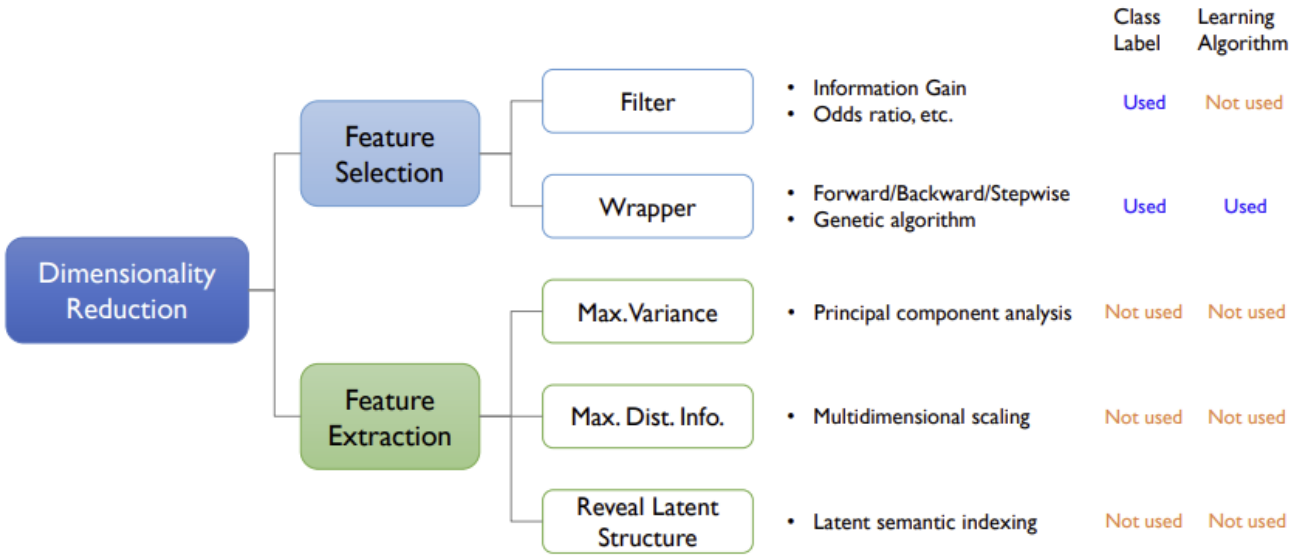 Class Label
Learning Algorithm
Dimensionality
Reduction
Feature
Selection
Filter
• Information Gain
• Odds ratio, etc.
Used
Not used
Wrapper
• Forward/Backward/Stepwise
• Genetic algorithm
Used
Used
Feature
Extraction
Max. Variance
• Principal component analysis
Not used
Not used
Max. Dist. Info.
• Multidimensional scaling
Not used
Not used
Reveal Latent
Structure
• Latent semantic indexing
Not used
Not used